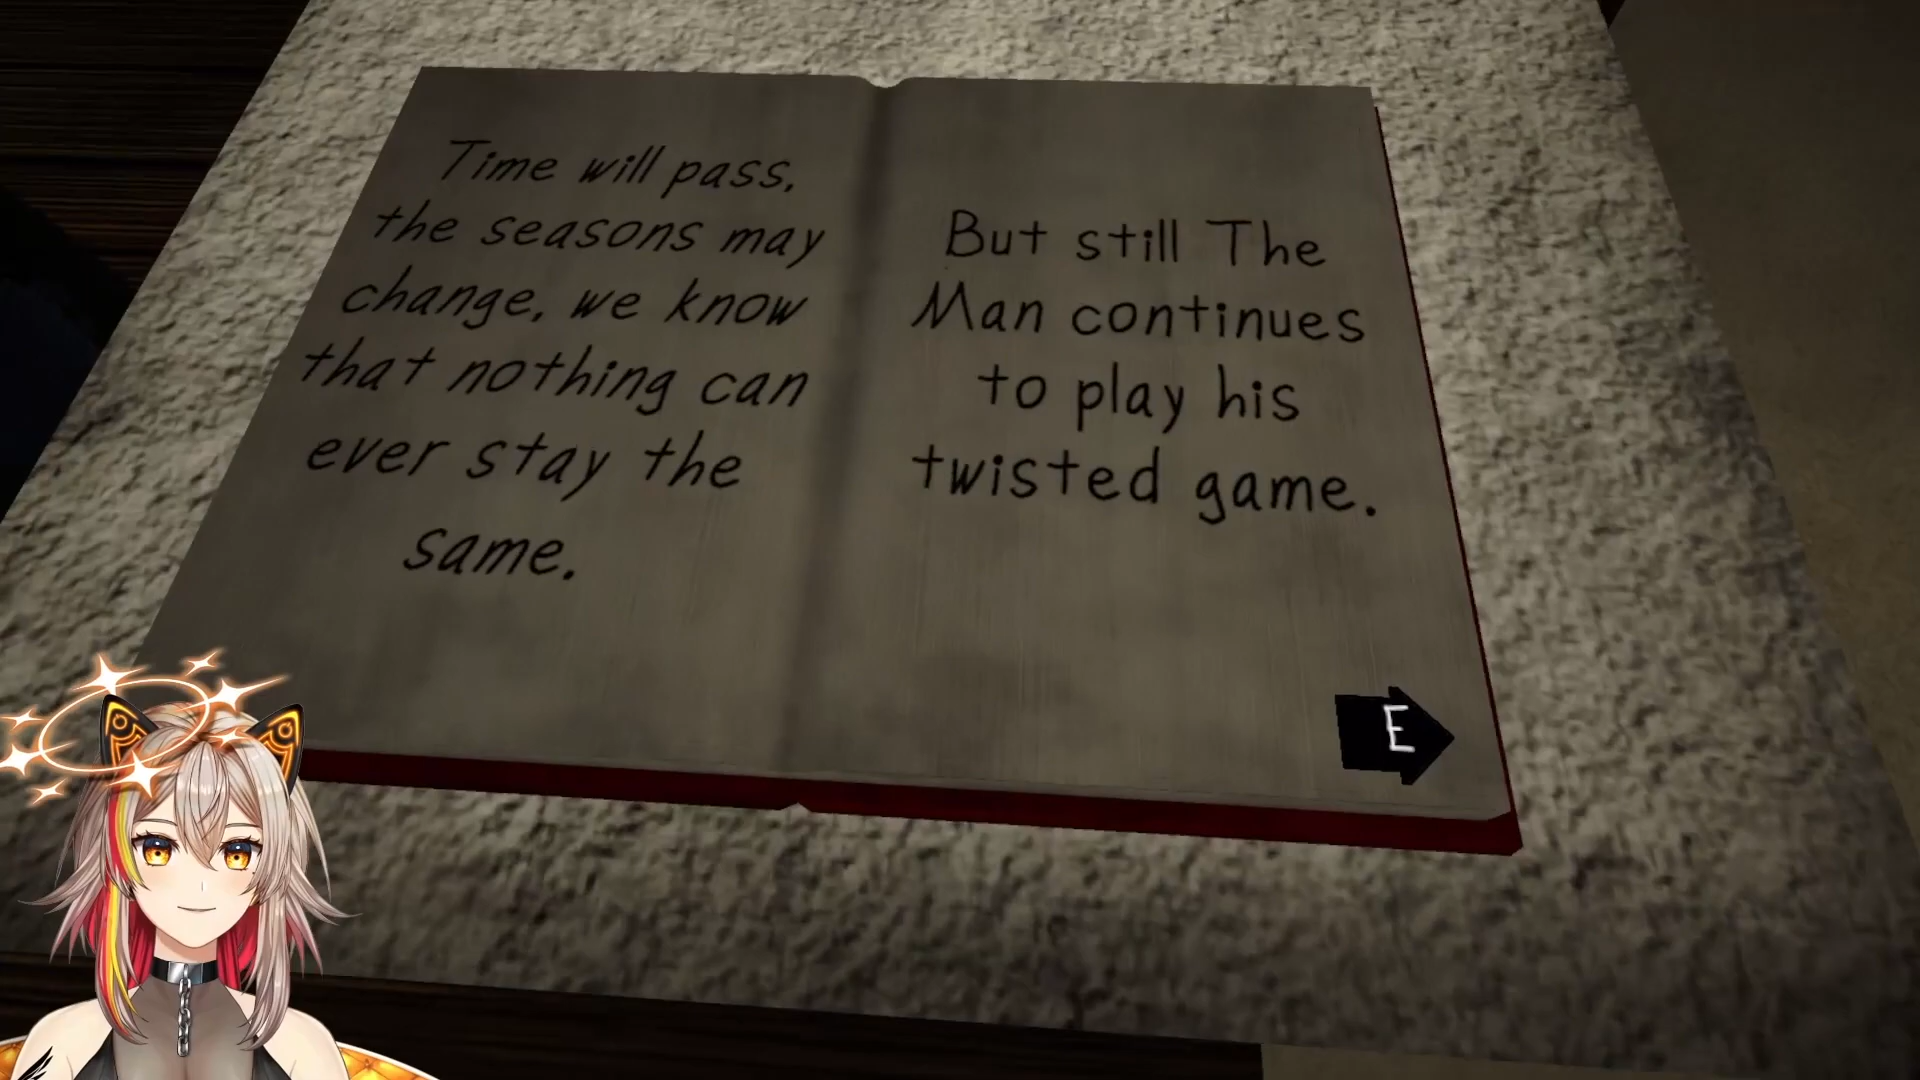 Time will pass,
the seasons may
change, we know
that nothing can
ever stay the
same.
But still The
Man continues
to play his
twisted game.
E